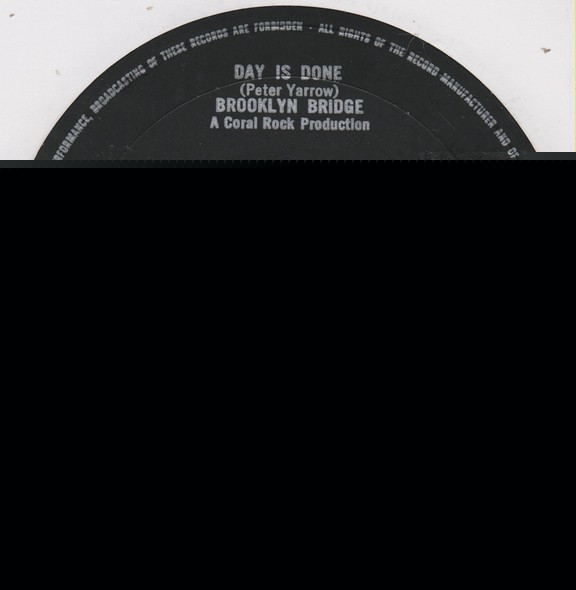 RFORMANCE, BROADCASTING OF THESE RECORDS ARE FORBIDDEN · ALL RIGHTS OF THE RECORD MANUFACTURER AND OF
DAY IS DONE
(Peter Yarrow)
BROOKLYN BRIDGE
A Coral Rock Production